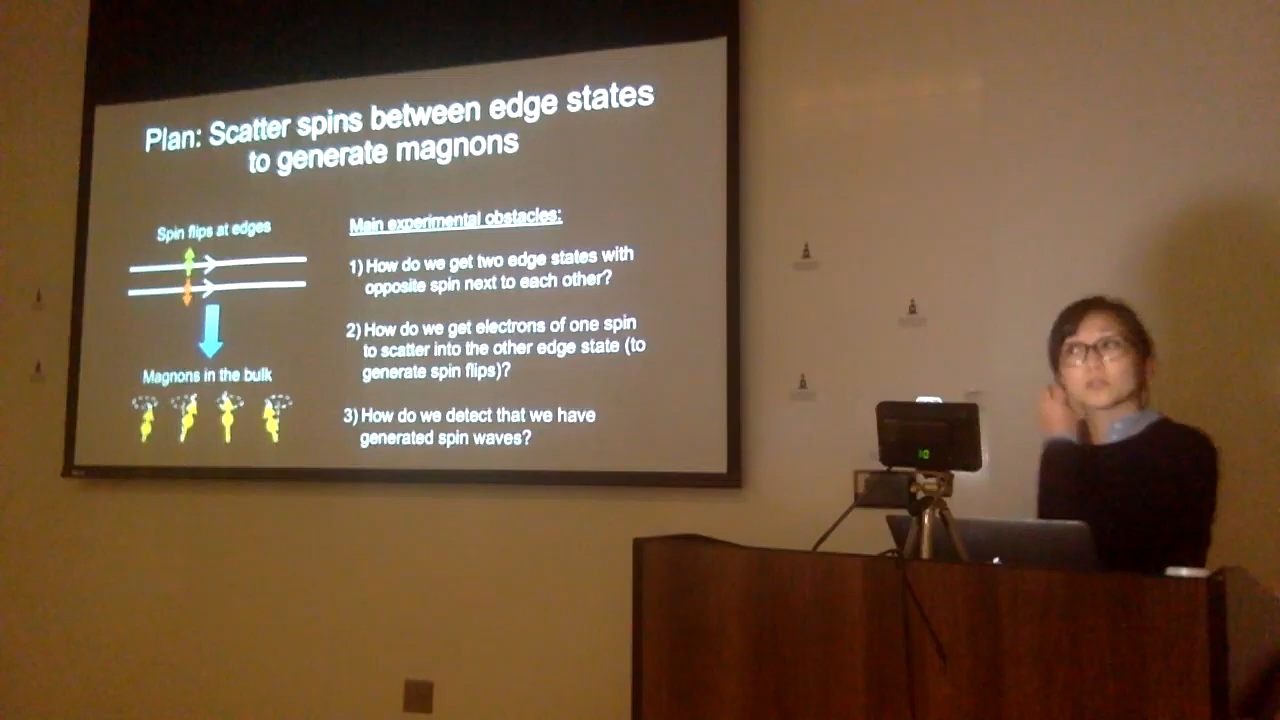 Plan: Scatter spins between edge states
to generate magnons
Spin flips at edges
Magnons in the bulk
Main experimental obstacles:
1) How do we get two edge states with
opposite spin next to each other?
2) How do we get electrons of one spin
to scatter into the other edge state (to
generate spin flips)?
3) How do we detect that we have
generated spin waves?
10